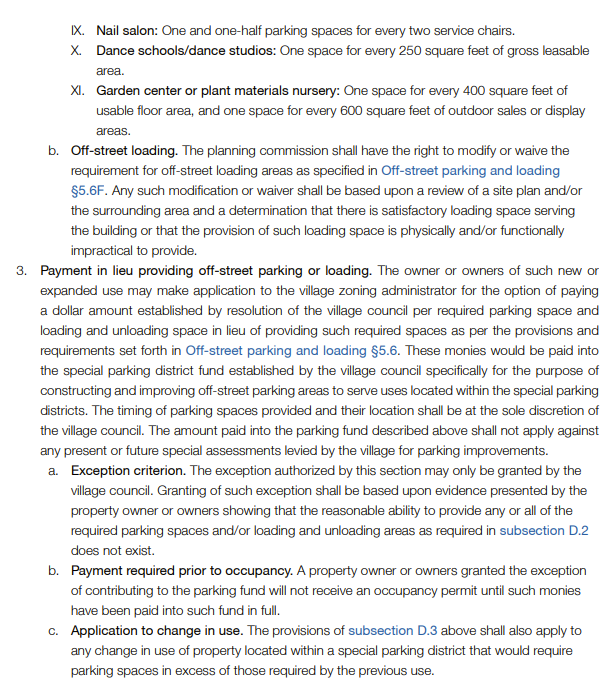 IX. Nail salon: One and one-half parking spaces for every two service chairs.
X. Dance schools/dance studios: One space for every 250 square feet of gross leasable
area.
XI. Garden center or plant materials nursery: One space for every 400 square feet of
usable floor area, and one space for every 600 square feet of outdoor sales or display
areas.
b. Off-street loading. The planning commission shall have the right to modify or waive the
requirement for off-street loading areas as specified in Off-street parking and loading
§5.6F. Any such modification or waiver shall be based upon a review of a site plan and/or
the surrounding area and a determination that there is satisfactory loading space serving
the building or that the provision of such loading space is physically and/or functionally
impractical to provide.
3. Payment in lieu providing off-street parking or loading. The owner or owners of such new or
expanded use may make application to the village zoning administrator for the option of paying
a dollar amount established by resolution of the village council per required parking space and
loading and unloading space in lieu of providing such required spaces as per the provisions and
requirements set forth in Off-street parking and loading §5.6. These monies would be paid into
the special parking district fund established by the village council specifically for the purpose of
constructing and improving off-street parking areas to serve uses located within the special parking
districts. The timing of parking spaces provided and their location shall be at the sole discretion of
the village council. The amount paid into the parking fund described above shall not apply against
any present or future special assessments levied by the village for parking improvements.
a. Exception criterion. The exception authorized by this section may only be granted by the
village council. Granting of such exception shall be based upon evidence presented by the
property owner or owners showing that the reasonable ability to provide any or all of the
required parking spaces and/or loading and unloading areas as required in subsection D.2
does not exist.
b. Payment required prior to occupancy. A property owner or owners granted the exception
of contributing to the parking fund will not receive an occupancy permit until such monies
have been paid into such fund in full.
c. Application to change in use. The provisions of subsection D.3 above shall also apply to
any change in use of property located within a special parking district that would require
parking spaces in excess of those required by the previous use.